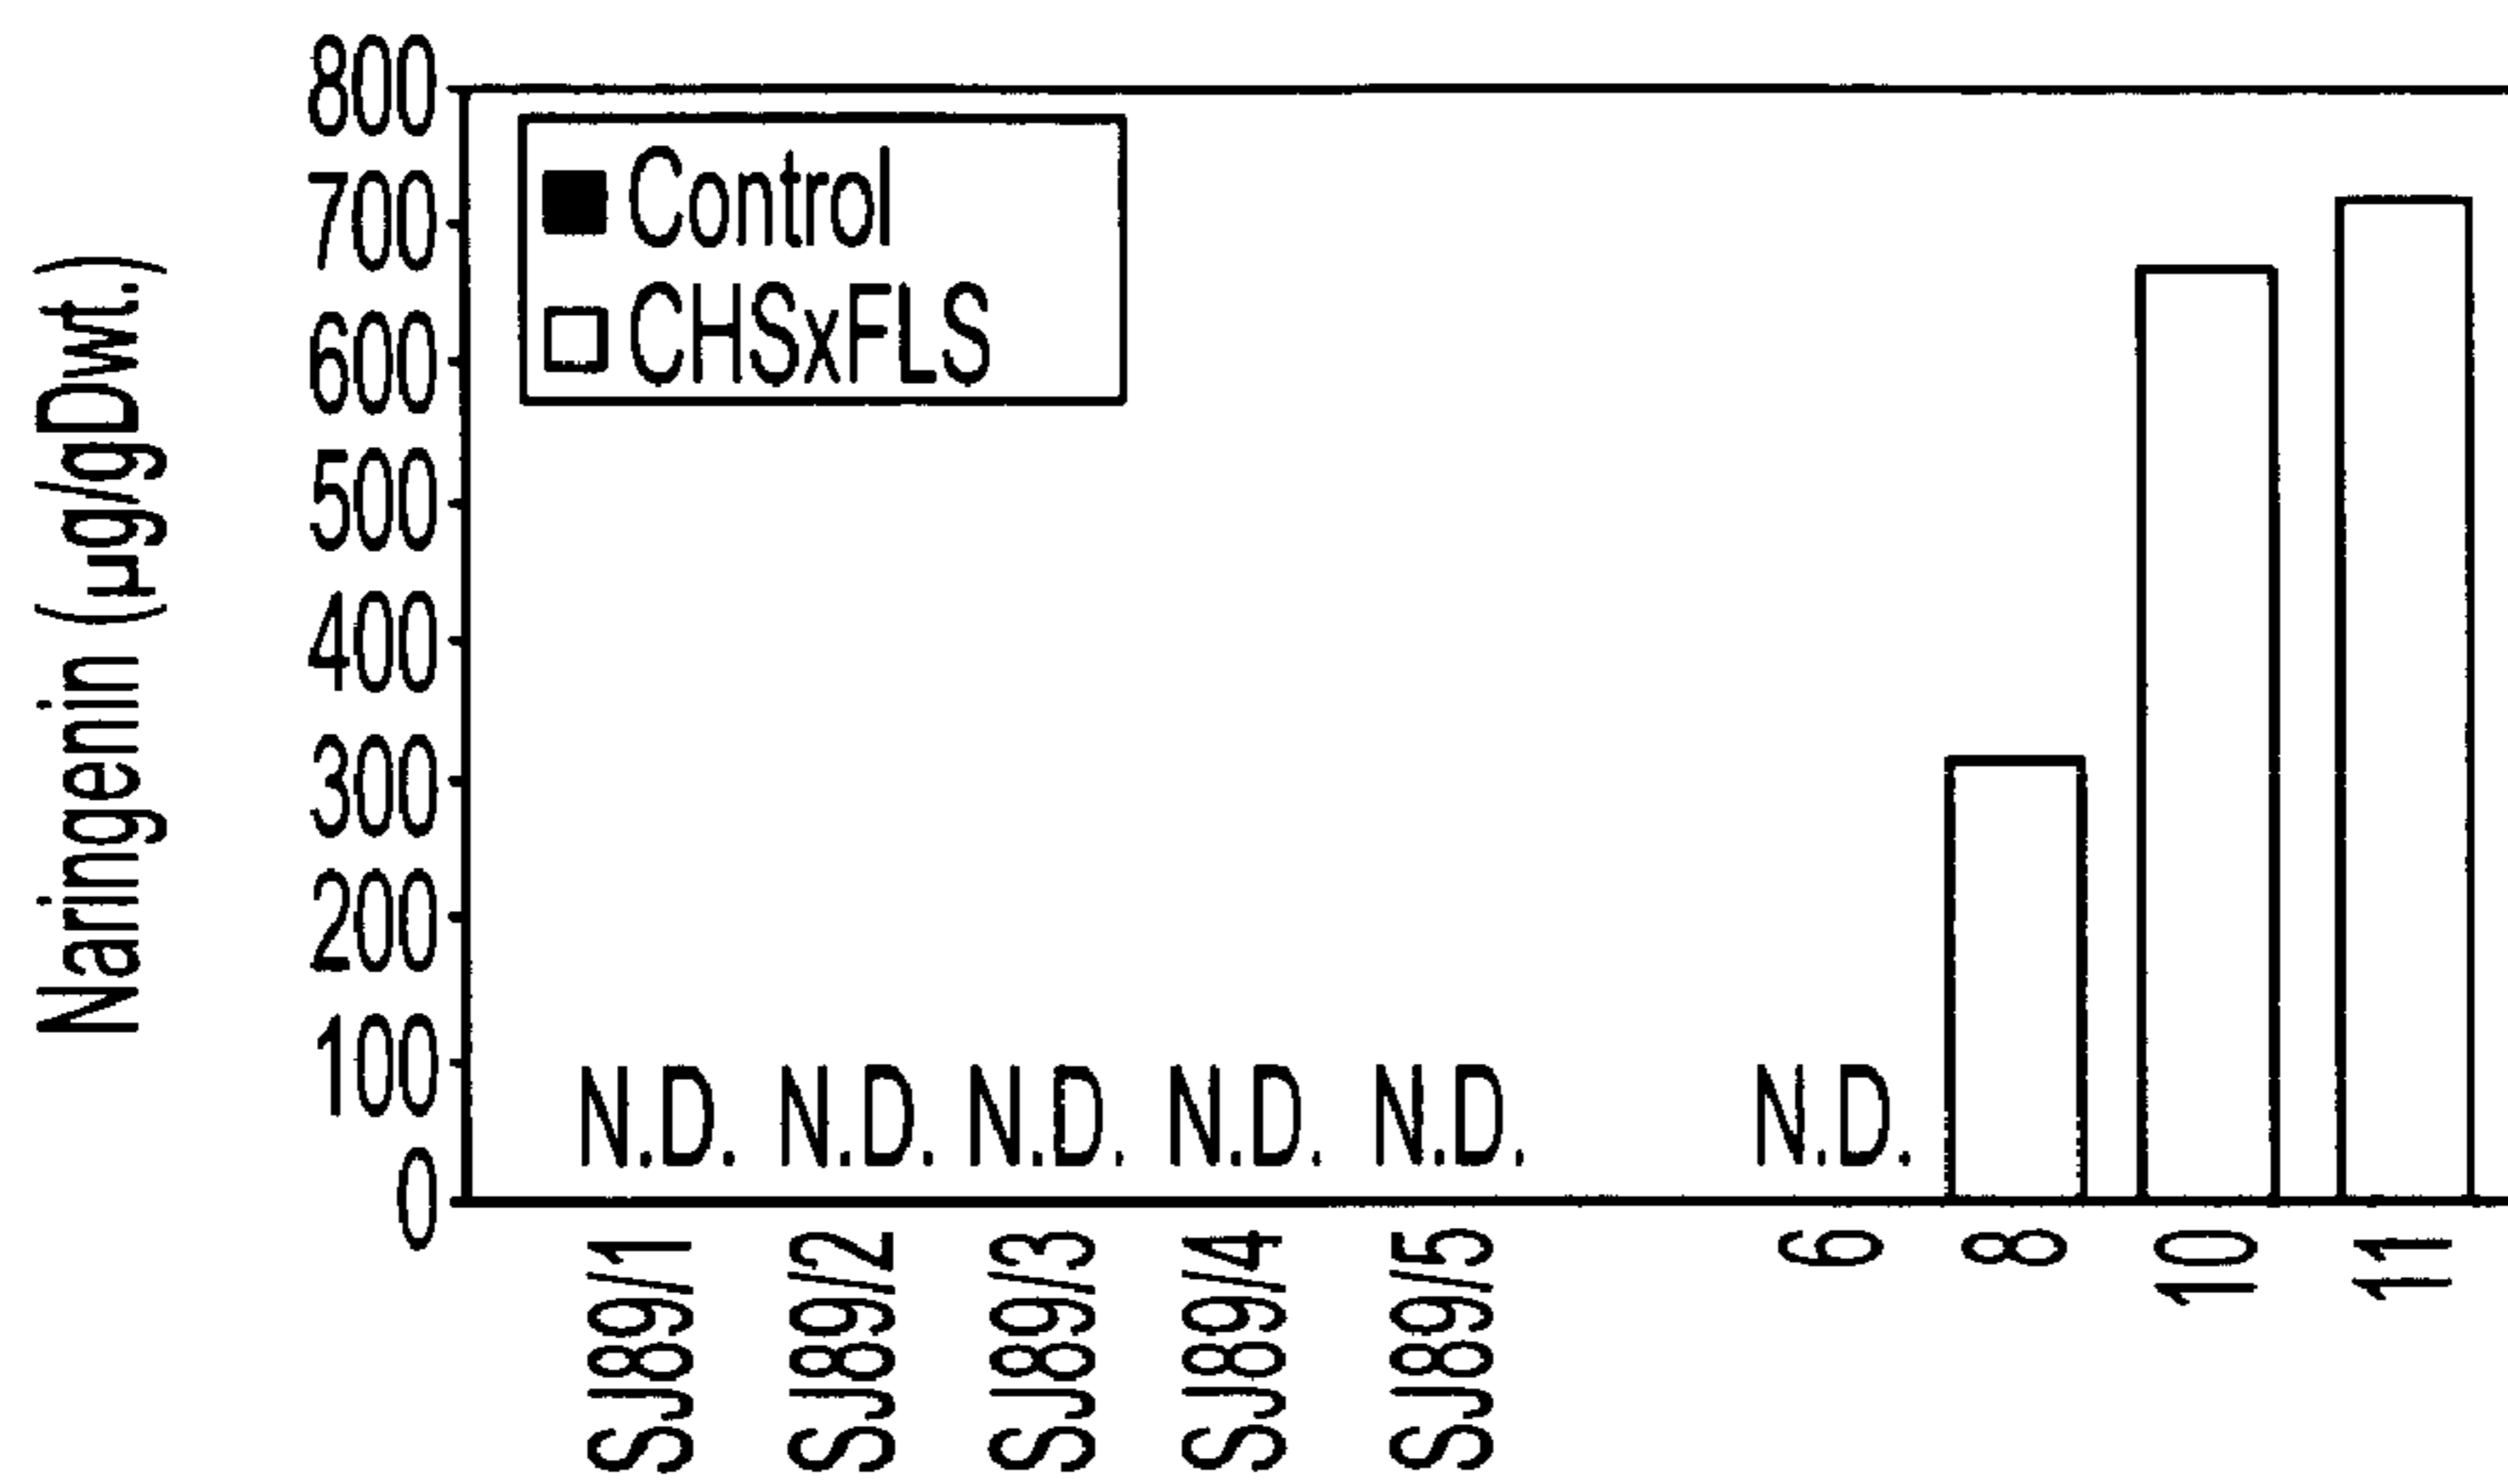 Naringenin (µg/gDwt.)
800
700
600
500
400
300
200
100
0
Control
CHSxFLS
N.D. N.D. N.D. N.D. N.D. N.D.
SJ89/1
SJ89/2
SJ89/3
SJ89/4
SJ89/5
6
8
10
11